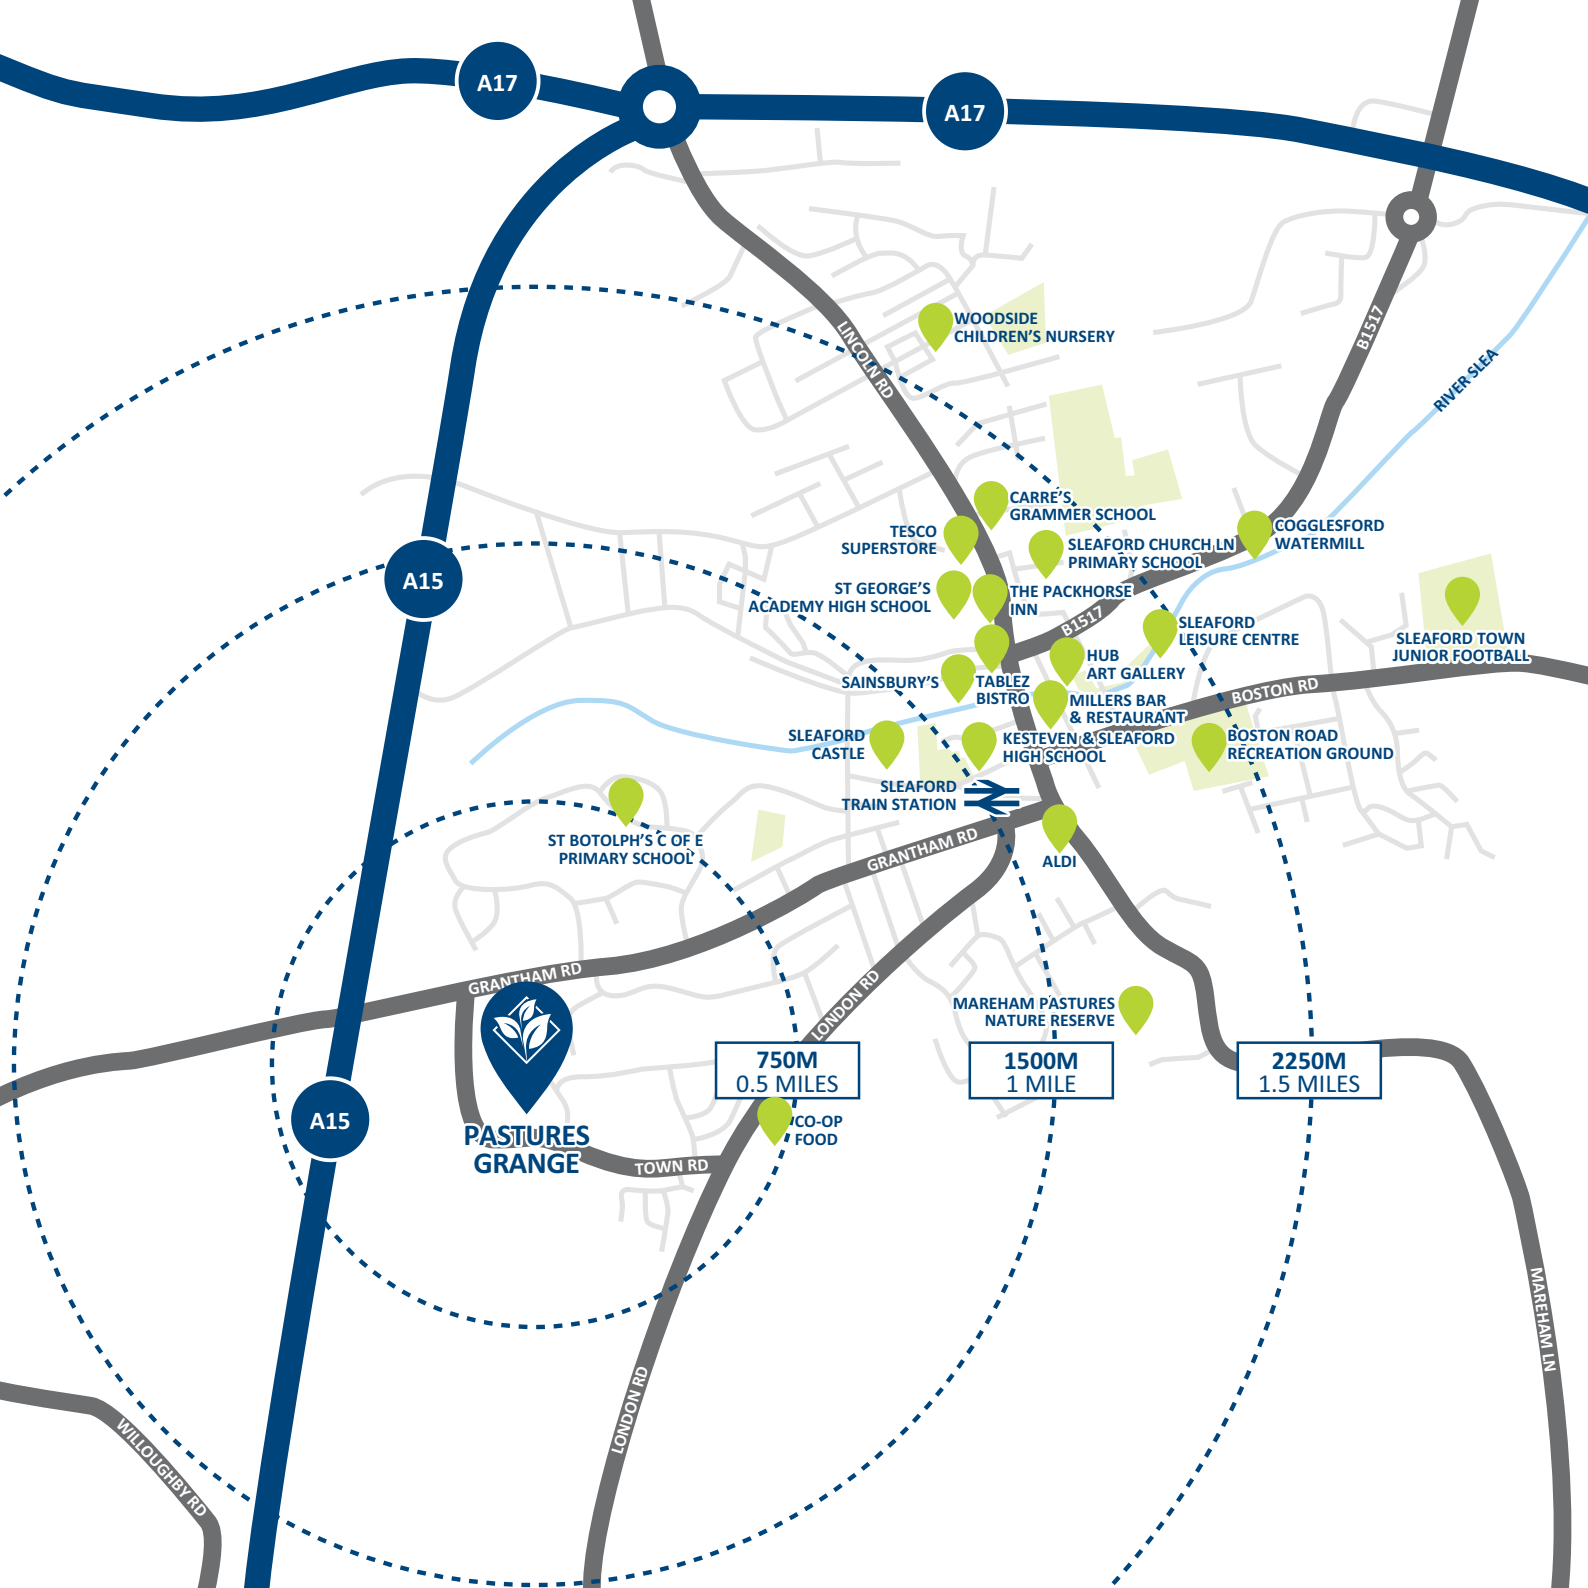 A17
A17
LINCOLN RD
WOODSIDE
CHILDREN'S NURSERY
B1517
RIVER SLEA
CARRE'S
GRAMMER SCHOOL
TESCO
SUPERSTORE
SLEAFORD CHURCH LN
PRIMARY SCHOOL
COGGLESFORD
WATERMILL
A15
ST GEORGE'S
ACADEMY HIGH SCHOOL
THE PACKHORSE
INN
B1517
SLEAFORD
LEISURE CENTRE
SLEAFORD TOWN
JUNIOR FOOTBALL
HUB
ART GALLERY
SAINSBURY'S
TABLEZ
BISTRO
BOSTON RD
MILLERS BAR
& RESTAURANT
SLEAFORD
CASTLE
KESTEVEN & SLEAFORD
HIGH SCHOOL
BOSTON ROAD
RECREATION GROUND
SLEAFORD
TRAIN STATION
ST BOTOLPH'S C OF E
PRIMARY SCHOOL
GRANTHAM RD
ALDI
GRANTHAM RD
LONDON RD
MAREHAM PASTURES
NATURE RESERVE
750M
0.5 MILES
1500M
1 MILE
2250M
1.5 MILES
A15
CO-OP
FOOD
PASTURES
GRANGE
TOWN RD
MAREHAM LN
LONDON RD
WILLOUGHBY RD